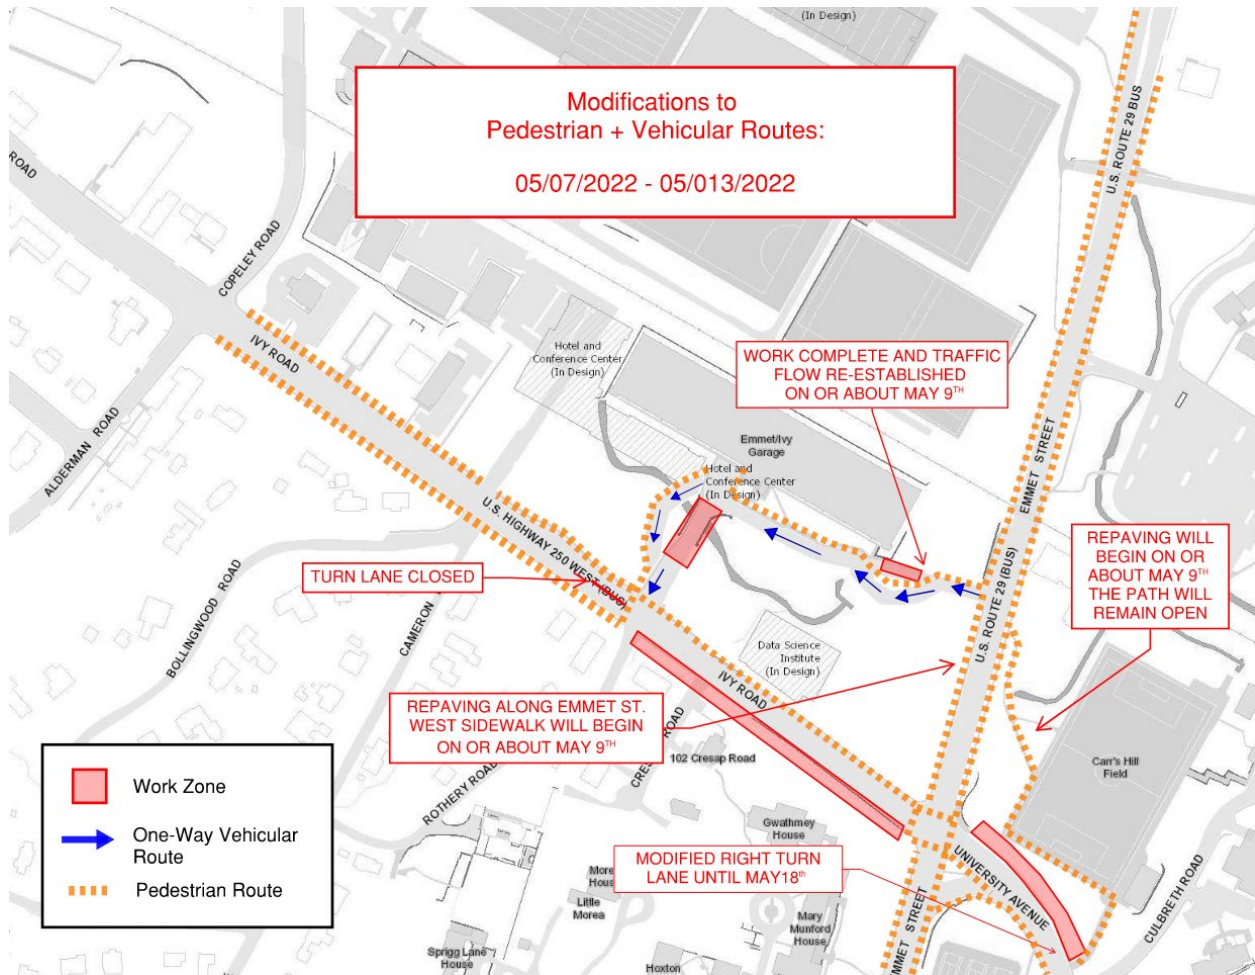 (In Design)
Modifications to
Pedestrian + Vehicular Routes:
05/07/2022 - 05/013/2022
U.S. ROUTE 29 BUS
ROAD
COPELEY ROAD
IVY ROAD
ALDERMAN ROAD
Hotel and
Conference Center
(In Design)
WORK COMPLETE AND TRAFFIC
FLOW RE-ESTABLISHED
ON OR ABOUT MAY 9TH
Emmet/Ivy
Garage
Hotel and
Conference Center
(In Design)
EMMET STREET
U.S. HIGHWAY 250 WEST (BUS)
TURN LANE CLOSED
REPAVING WILL
BEGIN ON OR
ABOUT MAY 9TH
THE PATH WILL
REMAIN OPEN
U.S. ROUTE 29 (BUS)
BOLLINGWOOD ROAD
CAMERON
Data Science
Institute
(In Design)
IVY ROAD
REPAVING ALONG EMMET ST.
WEST SIDEWALK WILL BEGIN
ON OR ABOUT MAY 9TH
CRES ROAD
102 Cresap Road
Carr's Hill
Field
ROTHERY ROAD
Work Zone
One-Way Vehicular
Route
Pedestrian Route
Gwathmey
House
MODIFIED RIGHT TURN
LANE UNTIL MAY18th
UNIVERSITY AVENUE
More
Hous
Little
Morea
Mary
Munford
House
CULBRETH ROAD
EMMET STREET
Sprigg Lane
House
Hoxton